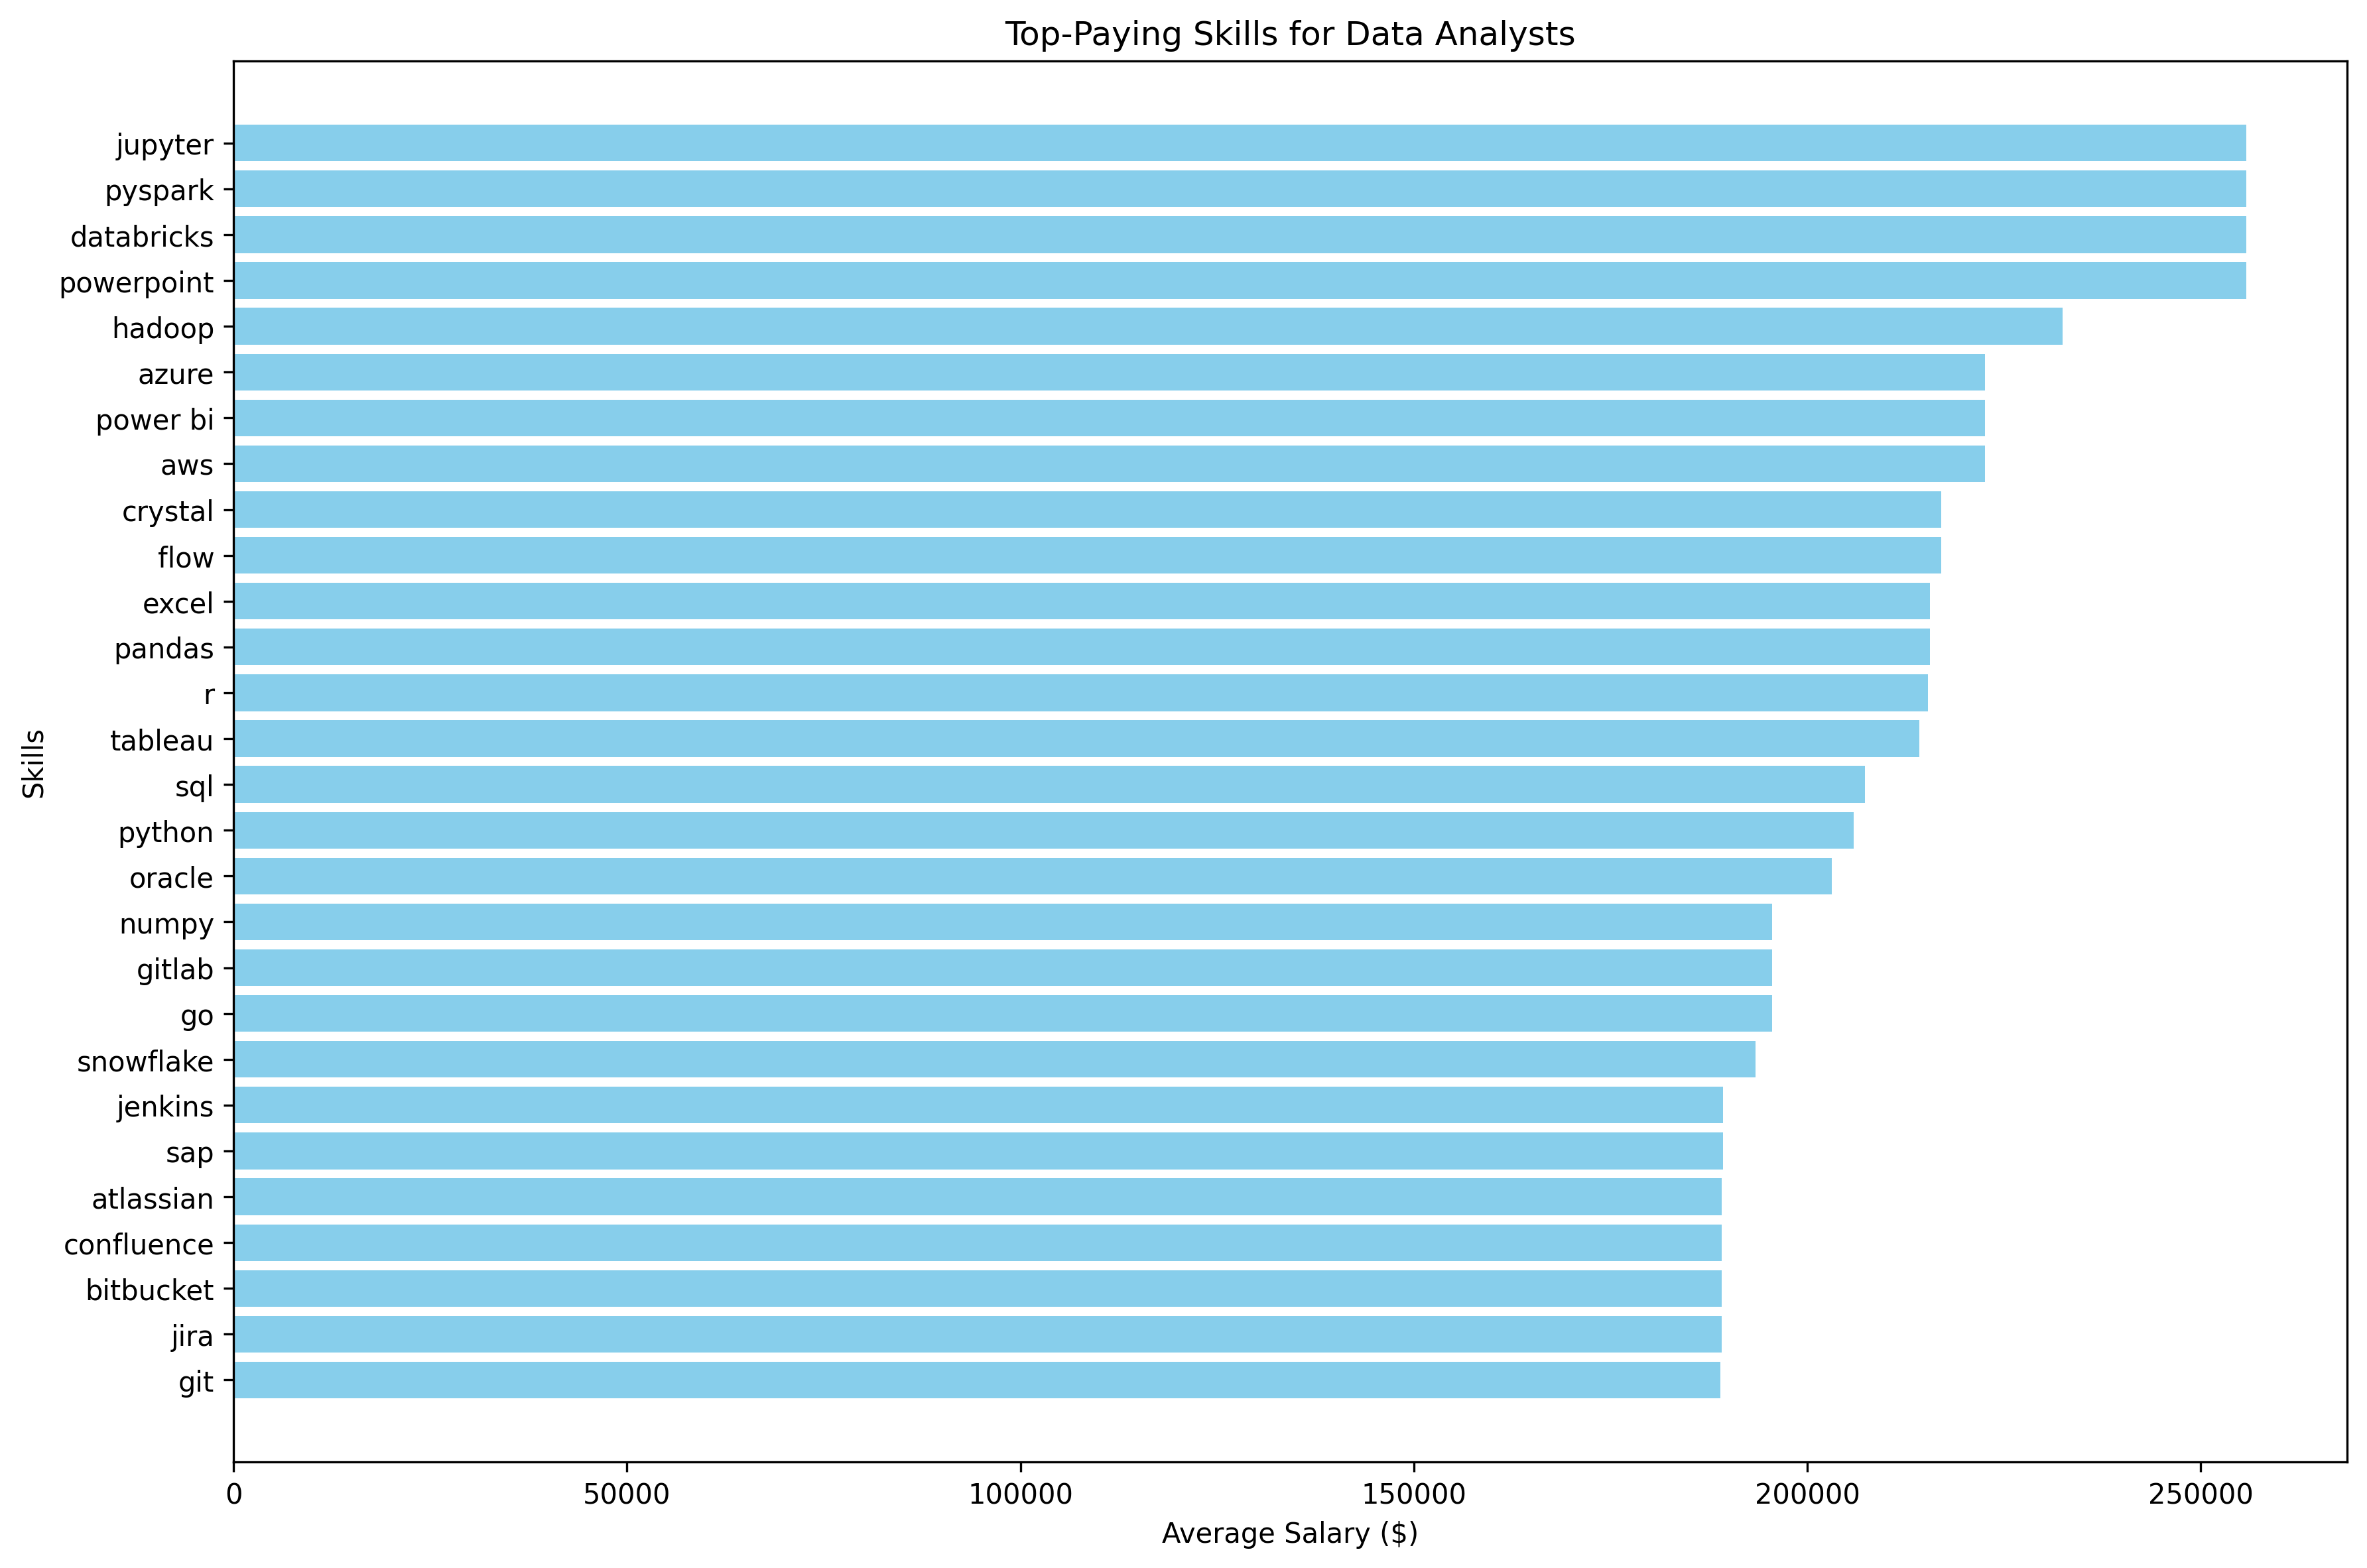 Top-Paying Skills for Data Analysts
jupyter
pyspark
databricks
powerpoint
hadoop
azure
power bi
aws
crystal
flow
excel
pandas
r
tableau
sql
python
oracle
numpy
gitlab
go
snowflake
jenkins
sap
atlassian
confluence
bitbucket
jira
git
Skills
0 50000 100000 150000 200000 250000
Average Salary ($)